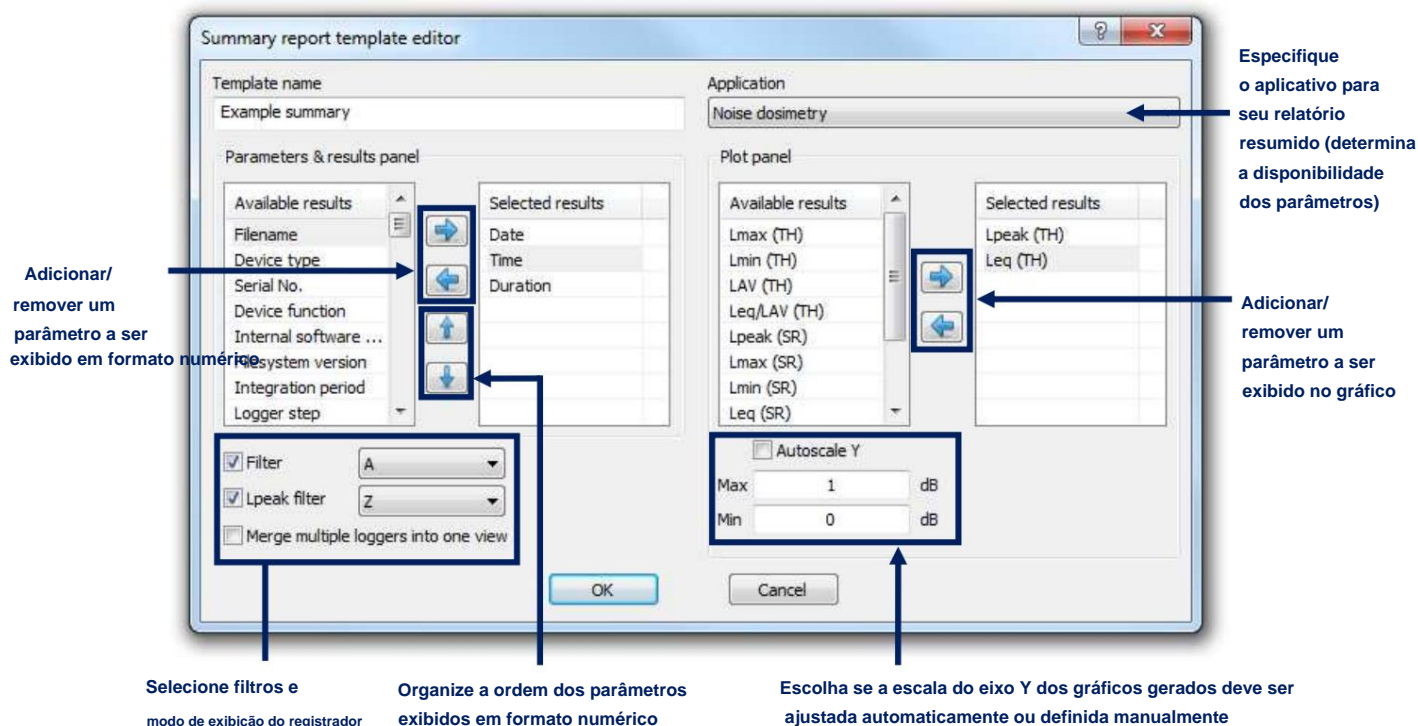 Summary report template editor
Template name
Example summary
Application
Noise dosimetry
Especifique
o aplicativo para
seu relatório
resumido (determina
a disponibilidade
dos parâmetros)
Parameters & results panel
Available results
Filename
Device type
Serial No.
Device function
Internal software ...
Filesystem version
Integration period
Logger step
Selected results
Date
Time
Duration
Plot panel
Available results
Lmax (TH)
Lmin (TH)
LAV (TH)
Leq/LAV (TH)
Lpeak (SR)
Lmax (SR)
Lmin (SR)
Leq (SR)
Selected results
Lpeak (TH)
Leq (TH)
Adicionar/
remover um
parâmetro a ser
exibido em formato numérico
Adicionar/
remover um
parâmetro a ser
exibido no gráfico
Filter A
Lpeak filter Z
Merge multiple loggers into one view
Autoscale Y
Max 1 dB
Min 0 dB
OK
Cancel
Selecione filtros e
modo de exibição do registrador
Organize a ordem dos parâmetros
exibidos em formato numérico
Escolha se a escala do eixo Y dos gráficos gerados deve ser
ajustada automaticamente ou definida manualmente